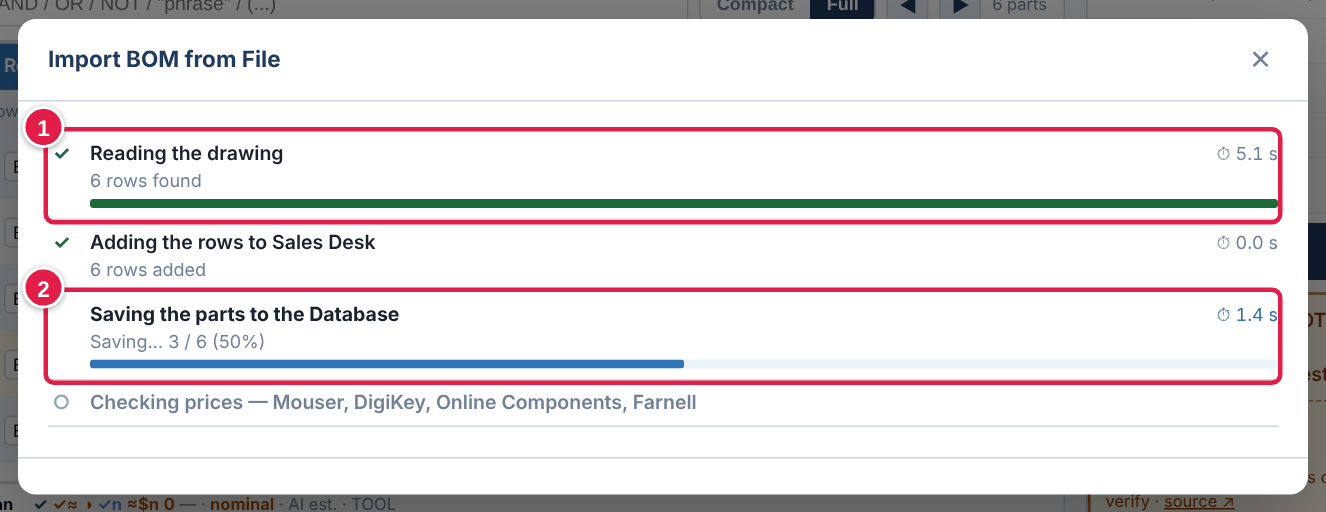 AND / OR / NOT / "phrase" / (...)
Compact Full ◀ ▶ 6 parts
Import BOM from File ✕
1
✓ Reading the drawing ⏱ 5.1 s
6 rows found
✓ Adding the rows to Sales Desk ⏱ 0.0 s
6 rows added
2
Saving the parts to the Database ⏱ 1.4 s
Saving... 3 / 6 (50%)
Checking prices — Mouser, DigiKey, Online Components, Farnell
✓ ✓≈ ✓n ≈$n 0 — · nominal · AI est. · TOOL
verify · source ↗